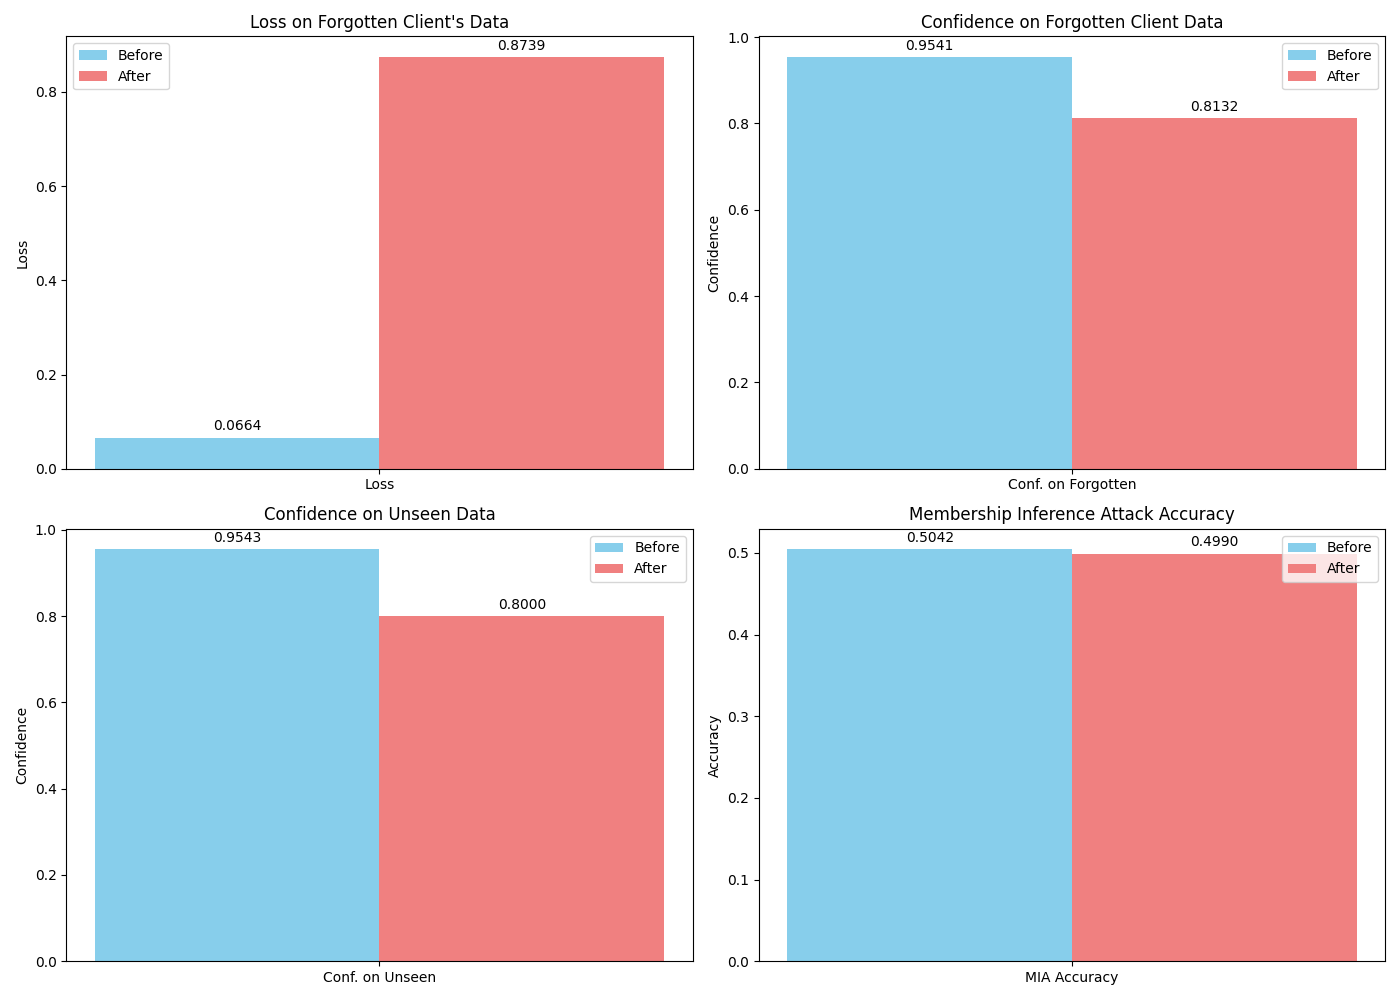 Loss on Forgotten Client's Data
0.8739
Before
After
0.8
0.6
0.4
0.2
0.0
Loss
0.0664
Loss
Confidence on Forgotten Client Data
1.0
0.9541
Before
After
0.8132
0.8
0.6
0.4
0.2
0.0
Confidence
Conf. on Forgotten
Confidence on Unseen Data
1.0
0.9543
Before
After
0.8000
0.8
0.6
0.4
0.2
0.0
Confidence
Conf. on Unseen
Membership Inference Attack Accuracy
0.5042
0.4990
Before
After
0.5
0.4
0.3
0.2
0.1
0.0
Accuracy
MIA Accuracy